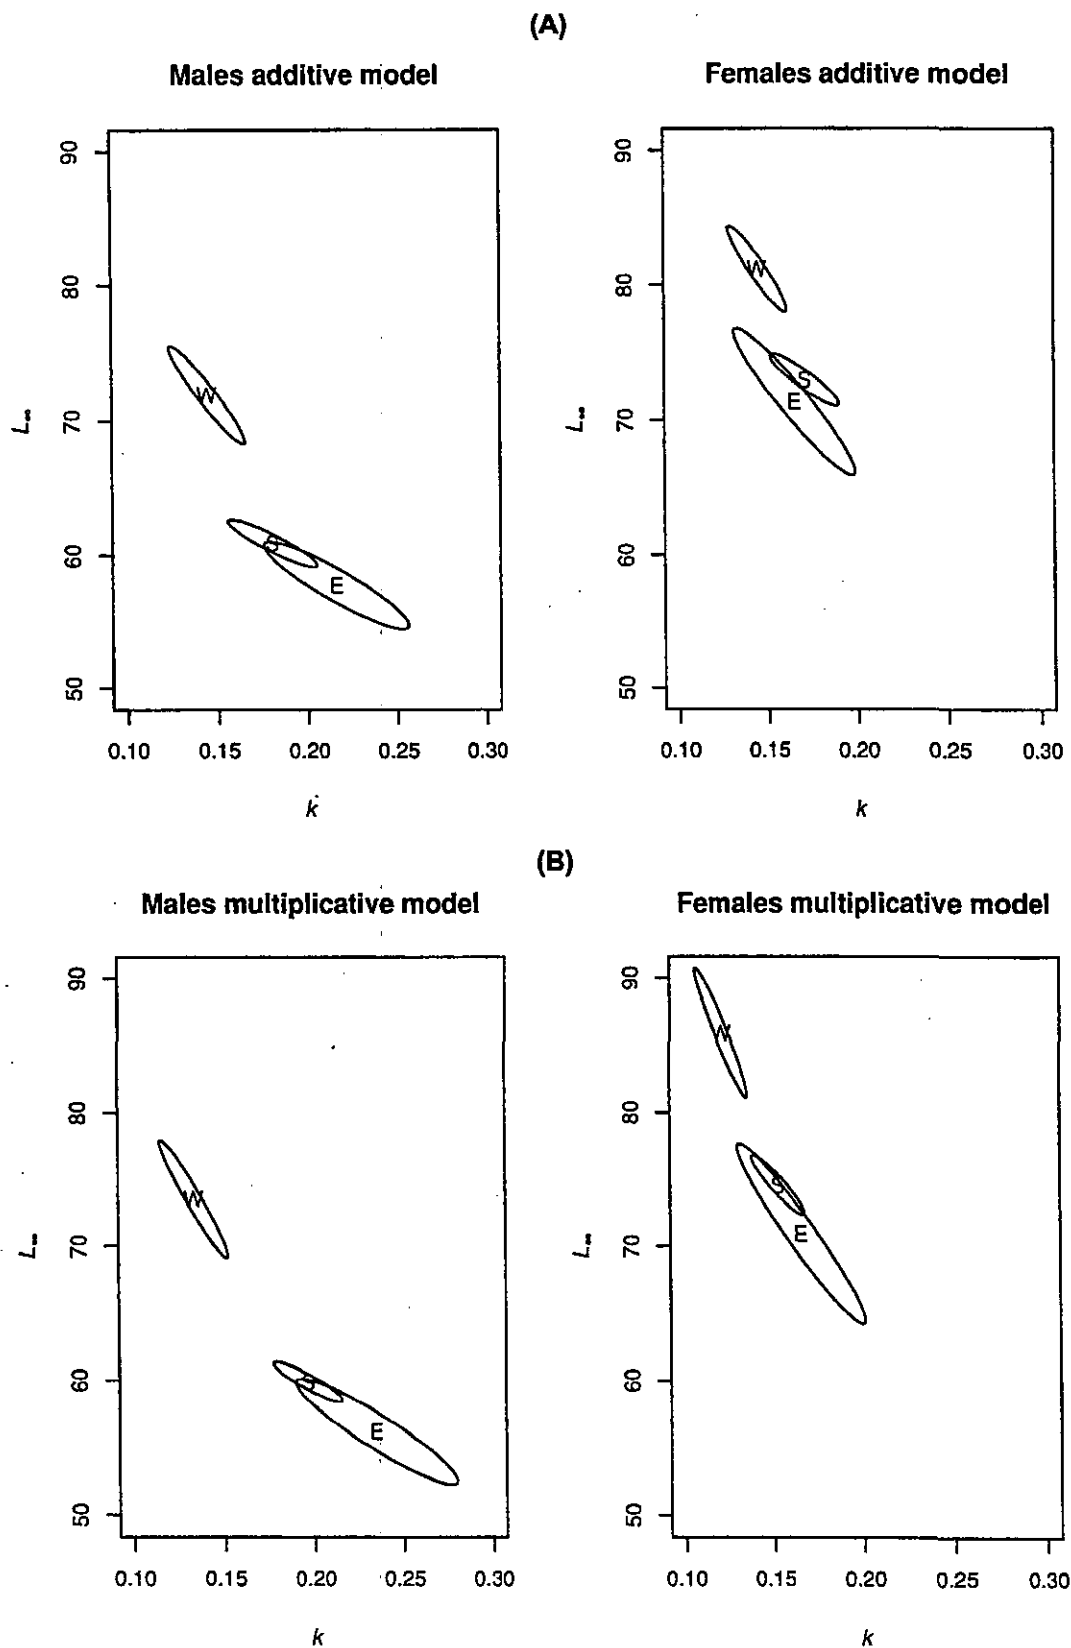 (A)
Males additive model
Females additive model
90
80
70
60
50
L∞
W
S
E
0.10 0.15 0.20 0.25 0.30
k
90
80
70
60
50
L∞
W
S
E
0.10 0.15 0.20 0.25 0.30
k
(B)
Males multiplicative model
Females multiplicative model
90
80
70
60
50
L∞
W
S
E
0.10 0.15 0.20 0.25 0.30
k
90
80
70
60
50
L∞
W
S
E
0.10 0.15 0.20 0.25 0.30
k